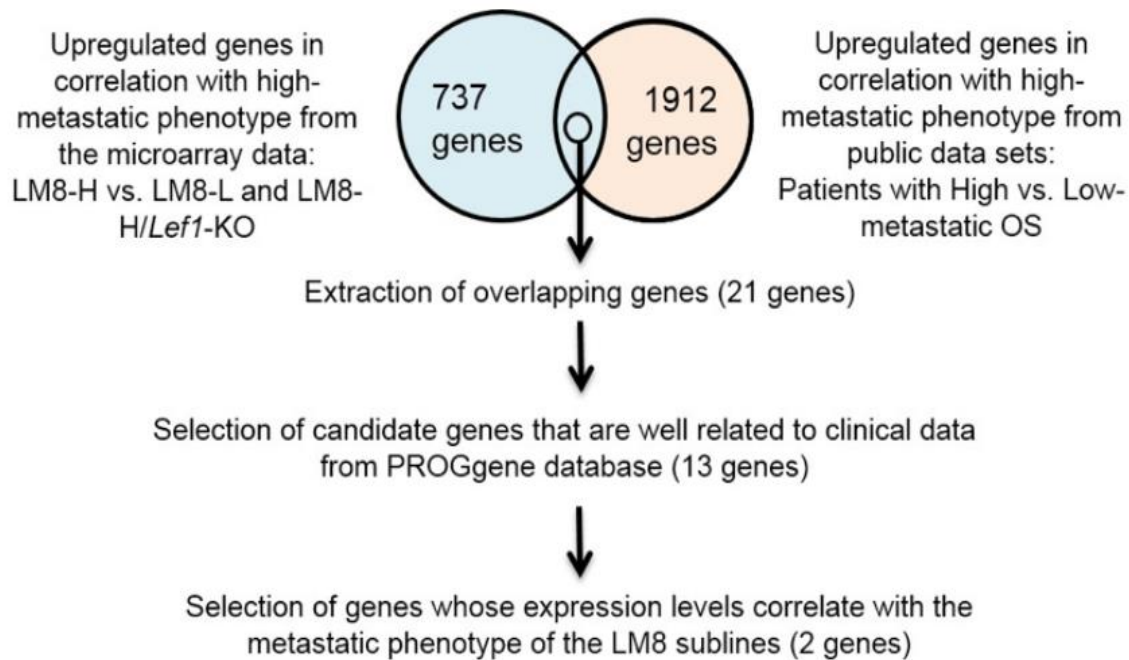 Upregulated genes in
correlation with high-
metastatic phenotype from
the microarray data:
LM8-H vs. LM8-L and LM8-
H/Lef1-KO
737
genes
1912
genes
Upregulated genes in
correlation with high-
metastatic phenotype from
public data sets:
Patients with High vs. Low-
metastatic OS
Extraction of overlapping genes (21 genes)
Selection of candidate genes that are well related to clinical data
from PROGgene database (13 genes)
Selection of genes whose expression levels correlate with the
metastatic phenotype of the LM8 sublines (2 genes)